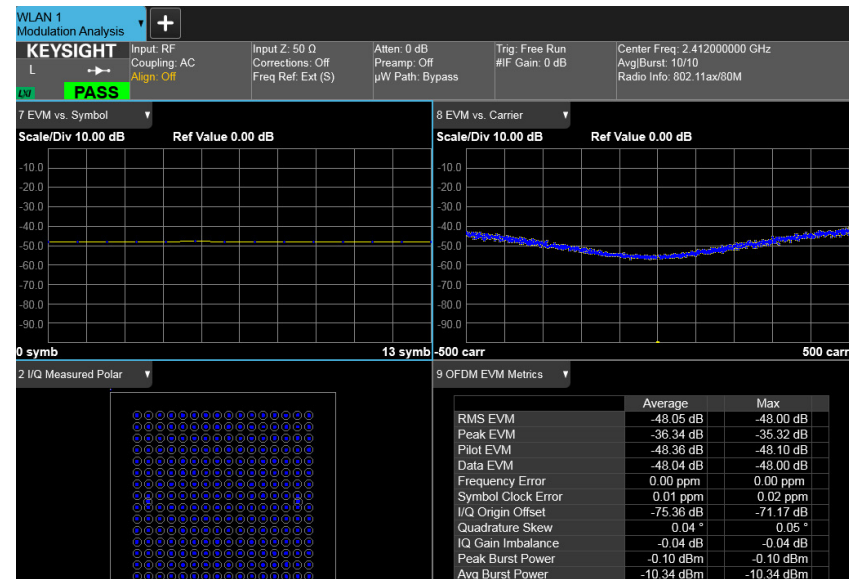 WLAN 1
Modulation Analysis
+
KEYSIGHT
L
LXI
PASS
Input: RF
Coupling: AC
Align: Off
Input Z: 50 Ω
Corrections: Off
Freq Ref: Ext (S)
Atten: 0 dB
Preamp: Off
µW Path: Bypass
Trig: Free Run
#IF Gain: 0 dB
Center Freq: 2.412000000 GHz
Avg|Burst: 10/10
Radio Info: 802.11ax/80M
7 EVM vs. Symbol
Scale/Div 10.00 dB Ref Value 0.00 dB
-10.0
-20.0
-30.0
-40.0
-50.0
-60.0
-70.0
-80.0
-90.0
0 symb 13 symb
8 EVM vs. Carrier
Scale/Div 10.00 dB Ref Value 0.00 dB
-10.0
-20.0
-30.0
-40.0
-50.0
-60.0
-70.0
-80.0
-90.0
-500 carr 500 carr
2 I/Q Measured Polar
9 OFDM EVM Metrics
Average Max
RMS EVM -48.05 dB -48.00 dB
Peak EVM -36.34 dB -35.32 dB
Pilot EVM -48.36 dB -48.10 dB
Data EVM -48.04 dB -48.00 dB
Frequency Error 0.00 ppm 0.00 ppm
Symbol Clock Error 0.01 ppm 0.02 ppm
I/Q Origin Offset -75.36 dB -71.17 dB
Quadrature Skew 0.04 ° 0.05 °
IQ Gain Imbalance -0.04 dB -0.04 dB
Peak Burst Power -0.10 dBm -0.10 dBm
Avg Burst Power -10.34 dBm -10.34 dBm